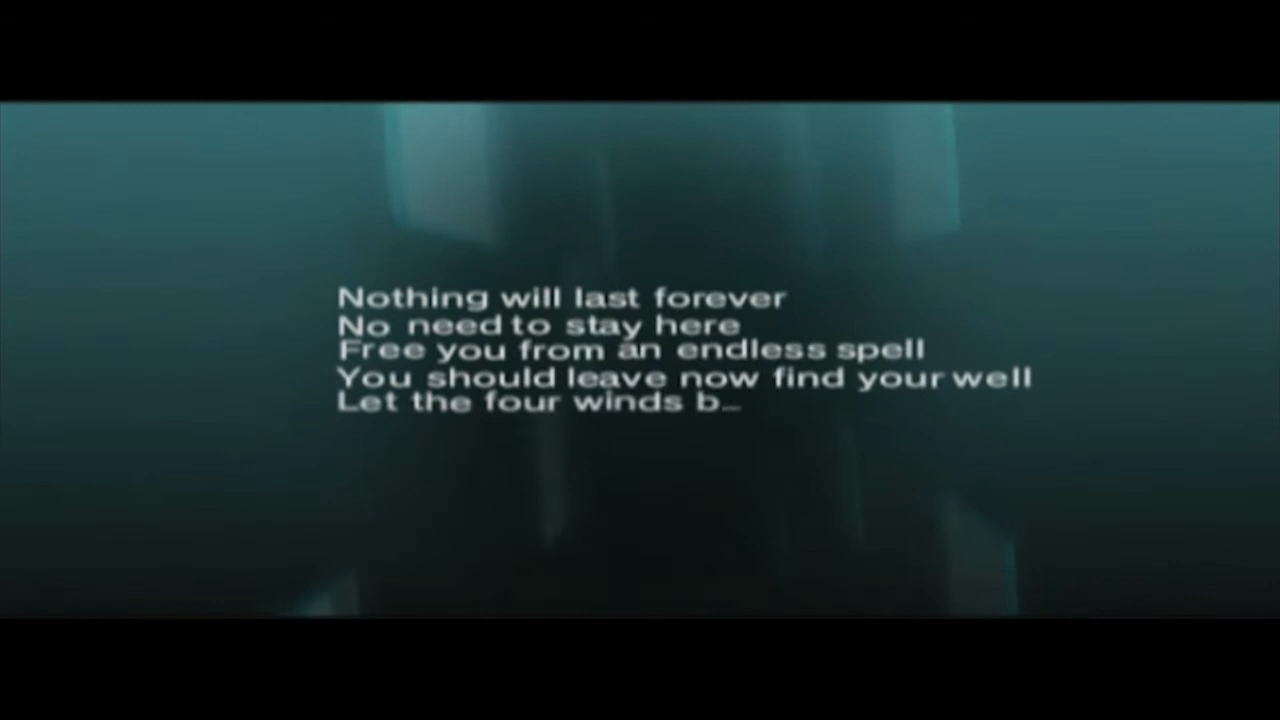 Nothing will last forever
No need to stay here
Free you from an endless spell
You should leave now find your well
Let the four winds b...